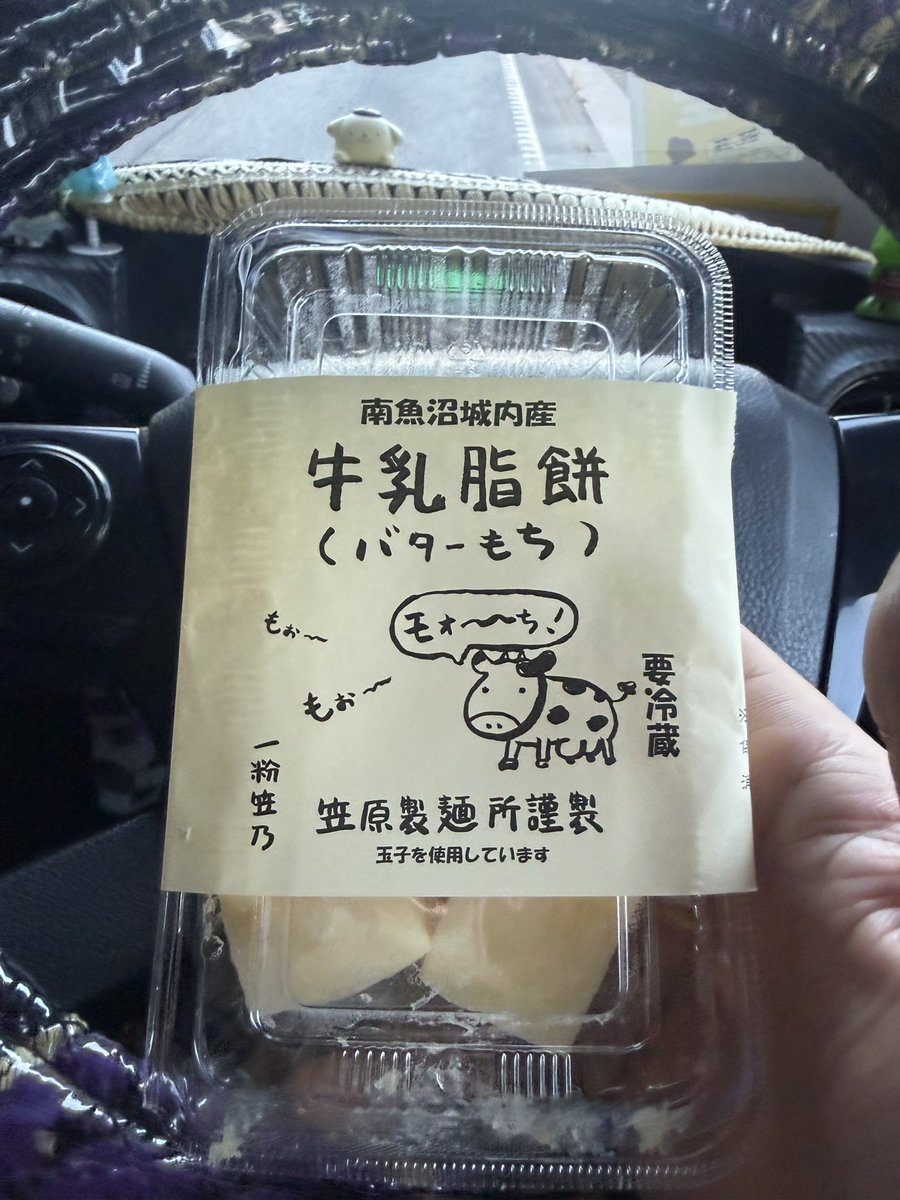 南魚沼城内産
牛乳脂餅
(バターもち)
モォ〜〜ち!
もぉ〜
もぉ〜
要冷蔵
一粉笠乃
笠原製麺所謹製
玉子を使用しています